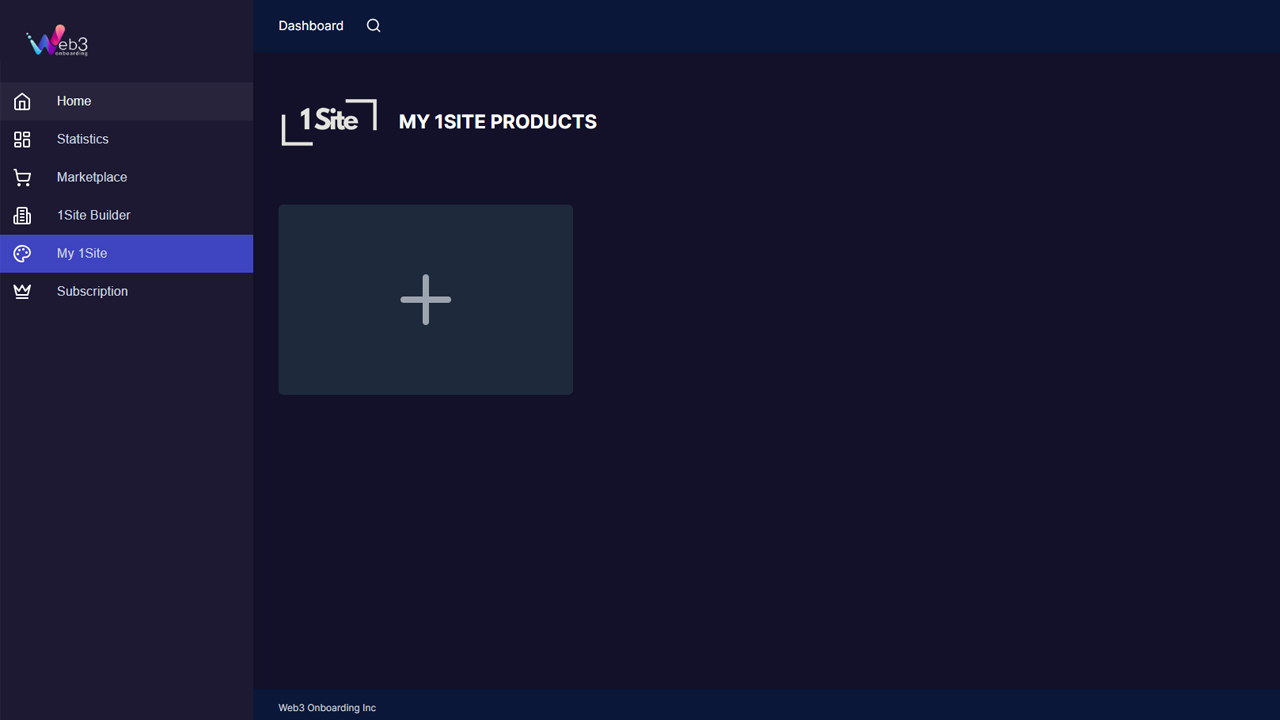 Web3
onboarding
Dashboard
Home
Statistics
Marketplace
1Site Builder
My 1Site
Subscription
1Site
MY 1SITE PRODUCTS
Web3 Onboarding Inc